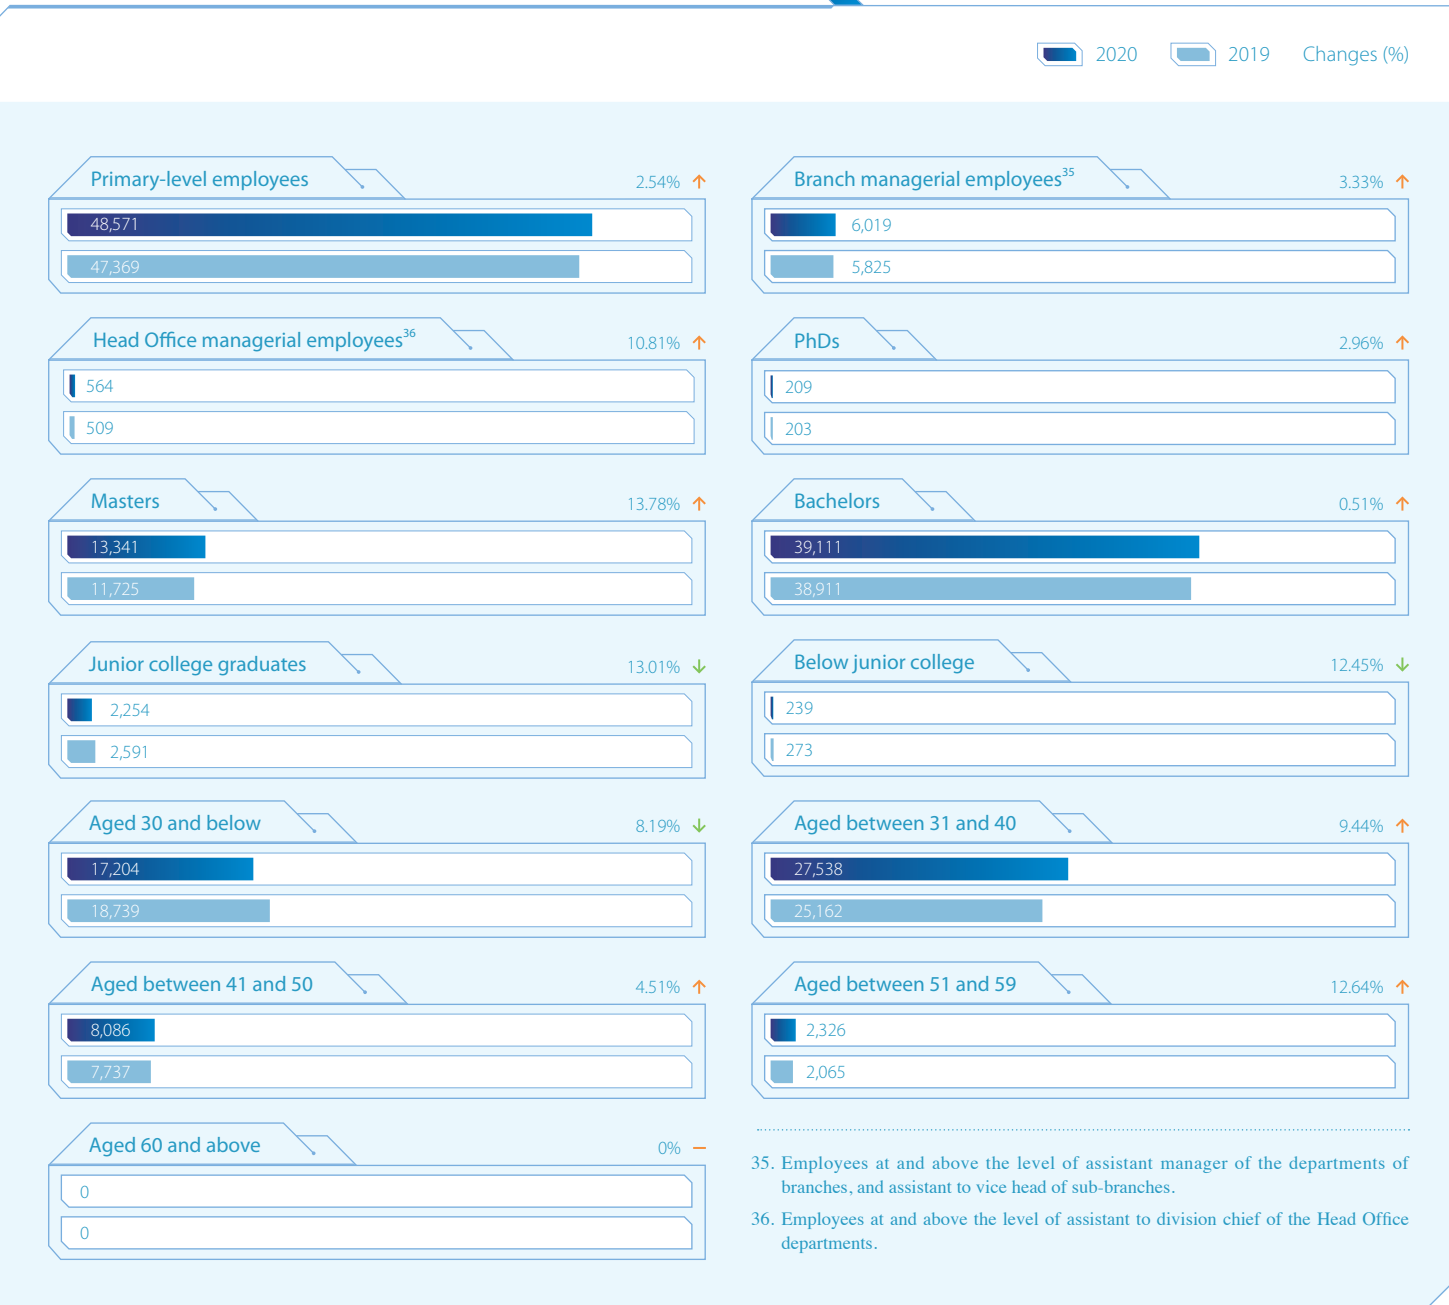 2020 2019 Changes (%)
Primary-level employees 2.54%
48,571
47,369
Branch managerial employees35 3.33%
6,019
5,825
Head Office managerial employees36 10.81%
564
509
PhDs 2.96%
209
203
Masters 13.78%
13,341
11,725
Bachelors 0.51%
39,111
38,911
Junior college graduates 13.01%
2,254
2,591
Below junior college 12.45%
239
273
Aged 30 and below 8.19%
17,204
18,739
Aged between 31 and 40 9.44%
27,538
25,162
Aged between 41 and 50 4.51%
8,086
7,737
Aged between 51 and 59 12.64%
2,326
2,065
Aged 60 and above 0%
0
0
35. Employees at and above the level of assistant manager of the departments of
branches, and assistant to vice head of sub-branches.
36. Employees at and above the level of assistant to division chief of the Head Office
departments.